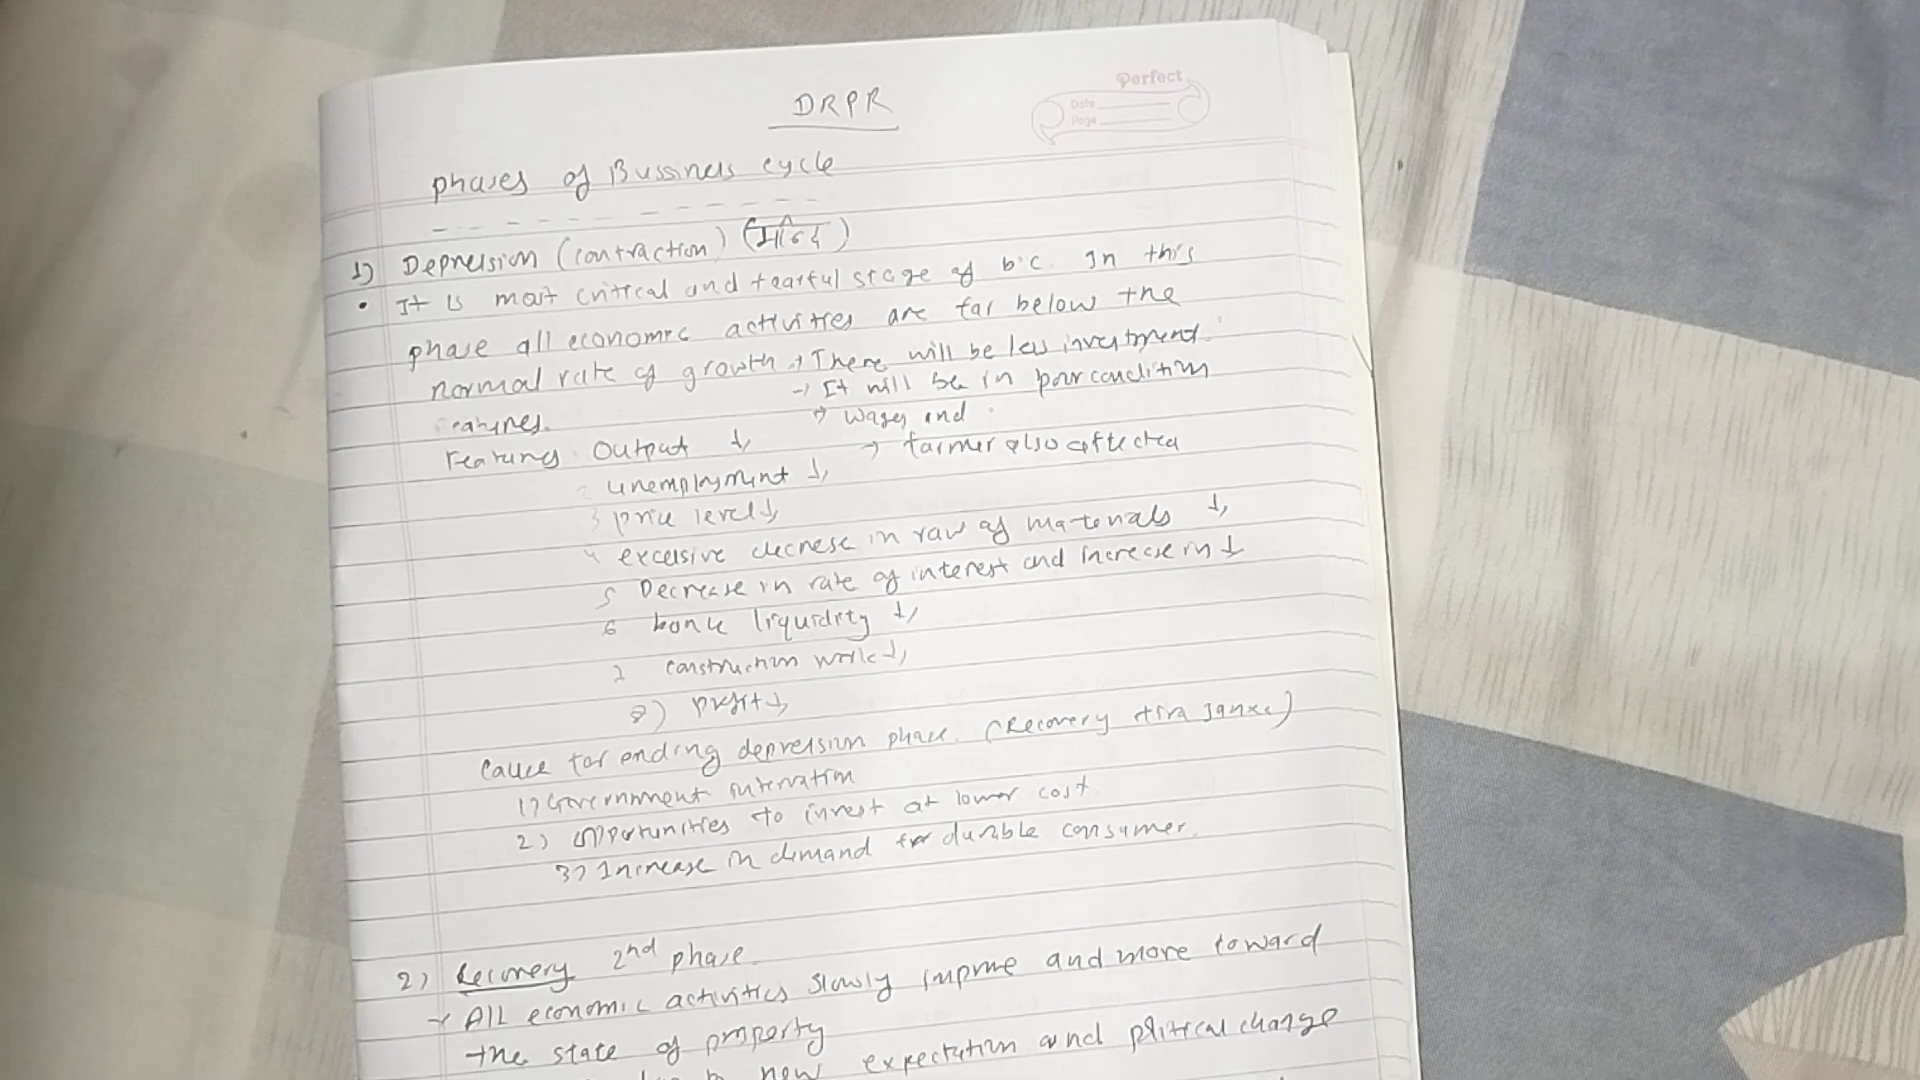 DRPR
Perfect
Date
Page
phases of Bussiness cycle
1) Depression (contraction)
• It is most critical and fearful stage of b.c. In this
phase all economic activities are far below the
normal rate of growth → There will be less investment.
→ It will be in poor condition
Features.
→ Wages and
Features Output ↓
→ farmer also affected
unemployment ↓
3 price level ↓
4 excessive decrese in raw of materials ↓
5 Decrease in rate of interest and increase in ↓
6 bank liquidity ↓
construction work ↓
8) profit ↓
Cause for ending depression phase. (Recovery
1) Government
2) opportunities to invest at lower cost
3) Increase in demand for durable consumer.
2) Recovery 2nd phase.
→ All economic activities slowly improve and more toward
the state of property
new expectation and political change